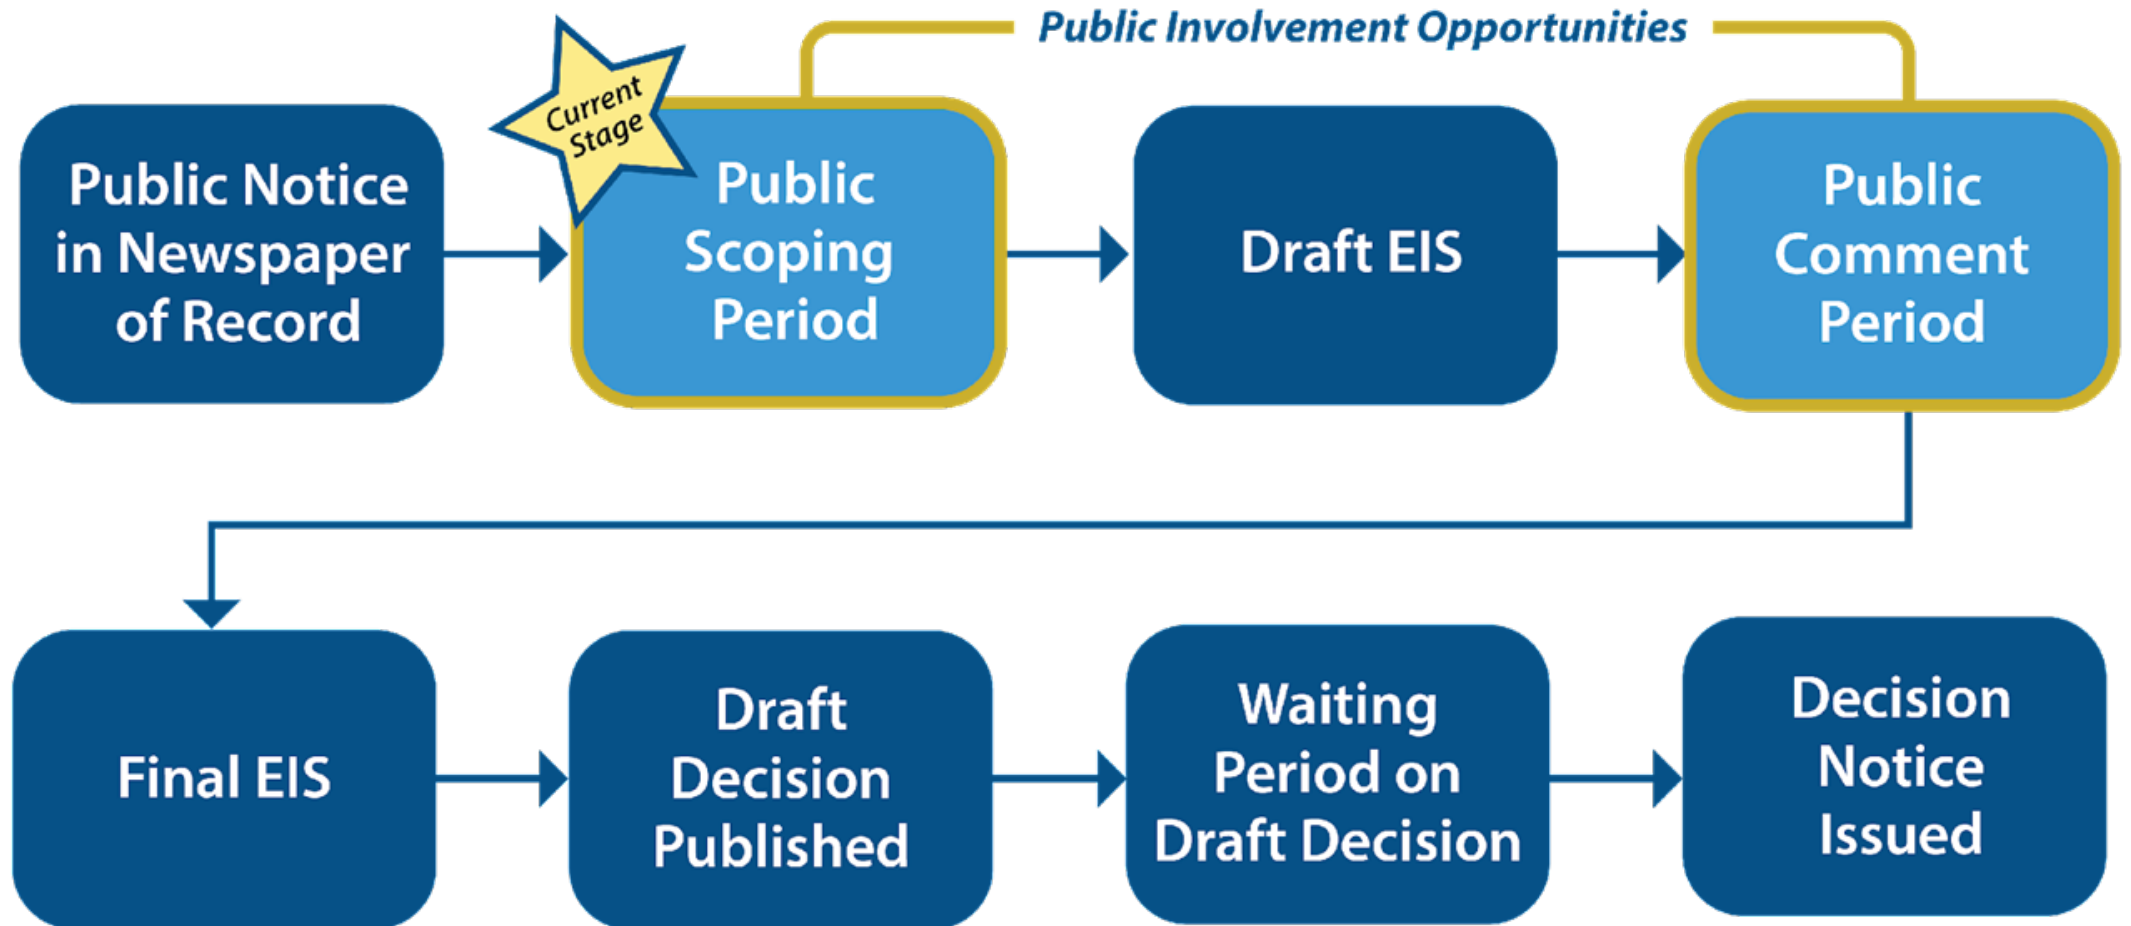 Public Involvement Opportunities
Current
Stage
Public Notice
in Newspaper
of Record
Public
Scoping
Period
Draft EIS
Public
Comment
Period
Final EIS
Draft
Decision
Published
Waiting
Period on
Draft Decision
Decision
Notice
Issued